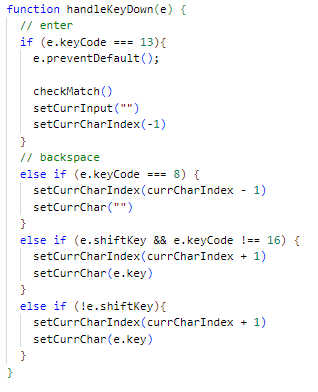 function handleKeyDown(e) {
  // enter
  if (e.keyCode === 13){
    e.preventDefault();

    checkMatch()
    setCurrInput("")
    setCurrCharIndex(-1)
  }
  // backspace
  else if (e.keyCode === 8) {
    setCurrCharIndex(currCharIndex - 1)
    setCurrChar("")
  }
  else if (e.shiftKey && e.keyCode !== 16) {
    setCurrCharIndex(currCharIndex + 1)
    setCurrChar(e.key)
  }
  else if (!e.shiftKey){
    setCurrCharIndex(currCharIndex + 1)
    setCurrChar(e.key)
  }
}